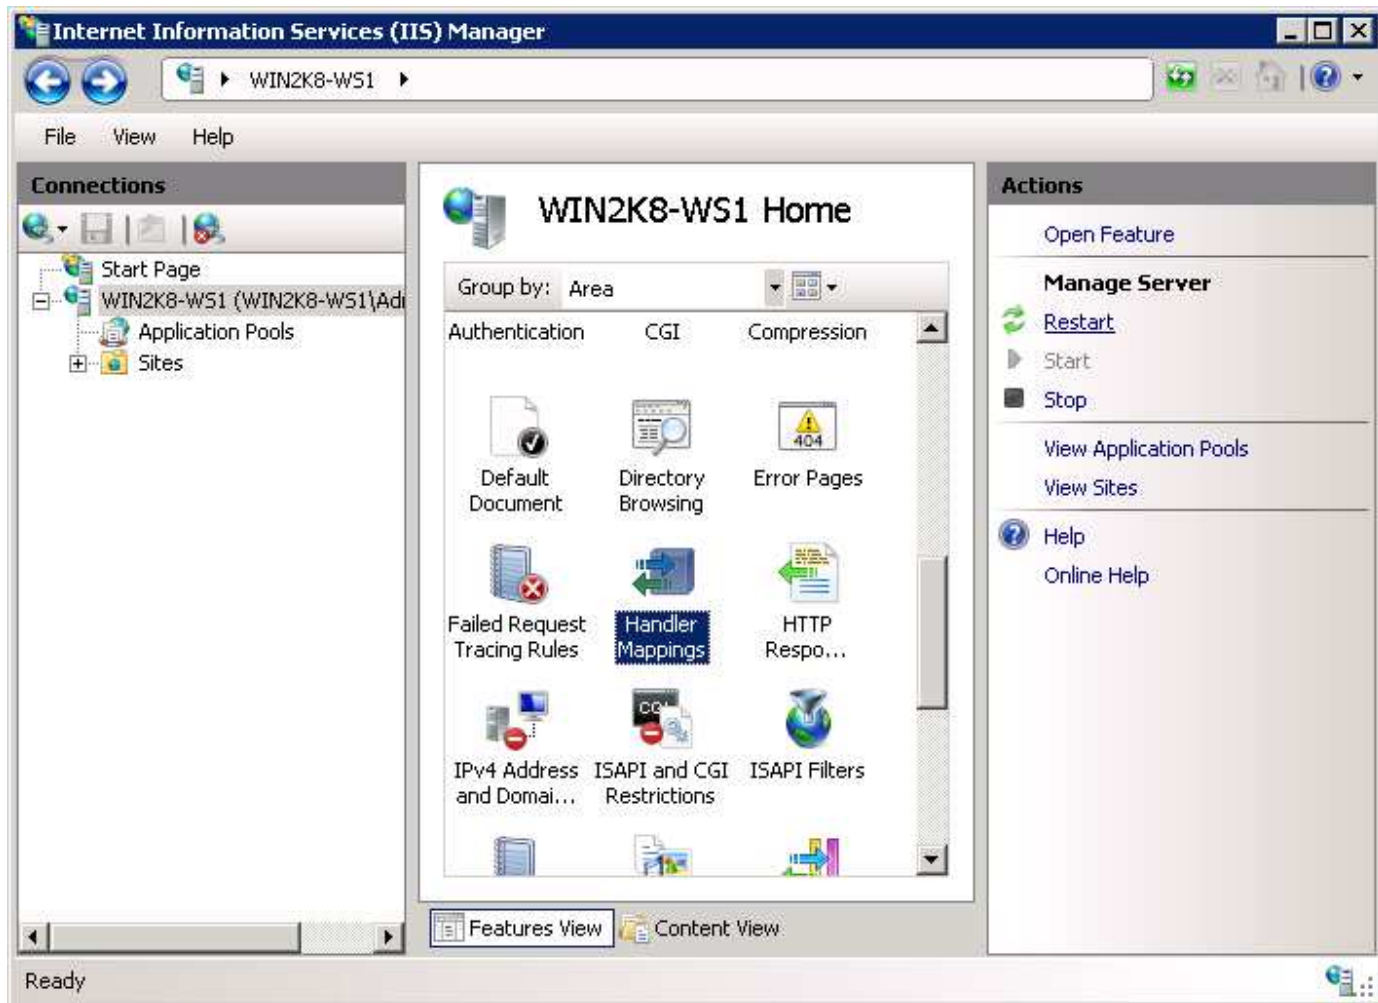 Internet Information Services (IIS) Manager
WIN2K8-WS1
File View Help
Connections
Start Page
WIN2K8-WS1 (WIN2K8-WS1\Adi
Application Pools
Sites
WIN2K8-WS1 Home
Group by: Area
Authentication CGI Compression
404
Default Directory Error Pages
Document Browsing
Failed Request Handler HTTP
Tracing Rules Mappings Respo...
CGI
IPv4 Address ISAPI and CGI ISAPI Filters
and Domai... Restrictions
Features View Content View
Actions
Open Feature
Manage Server
Restart
Start
Stop
View Application Pools
View Sites
Help
Online Help
Ready